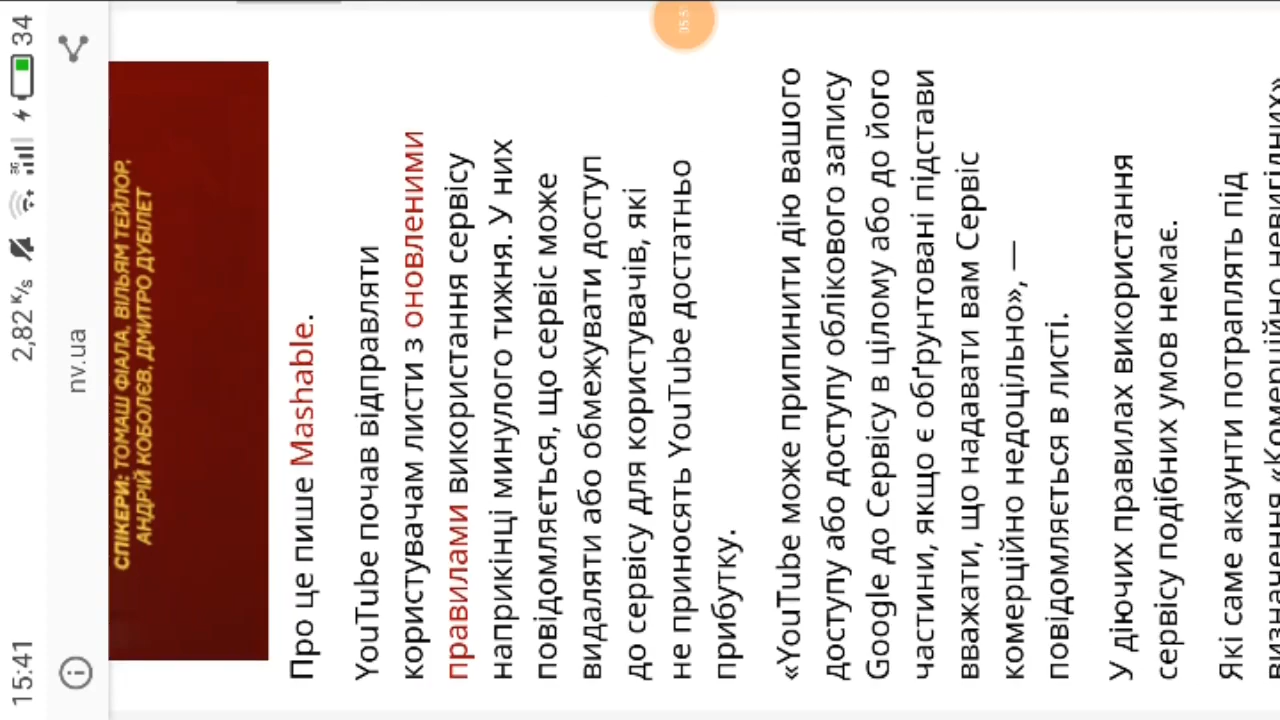 15:41
2,82 K/s
3G
34
nv.ua
СПІКЕРИ: ТОМАШ ФІАЛА, ВІЛЬЯМ ТЕЙЛОР,
АНДРІЙ КОБОЛЄВ, ДМИТРО ДУБІЛЕТ
Про це пише Mashable.
YouTube почав відправляти
користувачам листи з оновленими
правилами використання сервісу
наприкінці минулого тижня. У них
повідомляється, що сервіс може
видаляти або обмежувати доступ
до сервісу для користувачів, які
не приносять YouTube достатньо
прибутку.
«YouTube може припинити дію вашого
доступу або доступу облікового запису
Google до Сервісу в цілому або до його
частини, якщо є обґрунтовані підстави
вважати, що надавати вам Сервіс
комерційно недоцільно», —
повідомляється в листі.
У діючих правилах використання
сервісу подібних умов немає.
Які саме акаунти потраплять під
визначення «Комерційно невигідних»